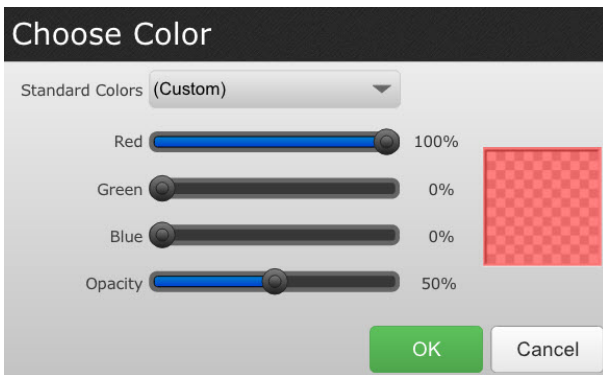 Choose Color
Standard Colors (Custom)
Red 100%
Green 0%
Blue 0%
Opacity 50%
OK Cancel